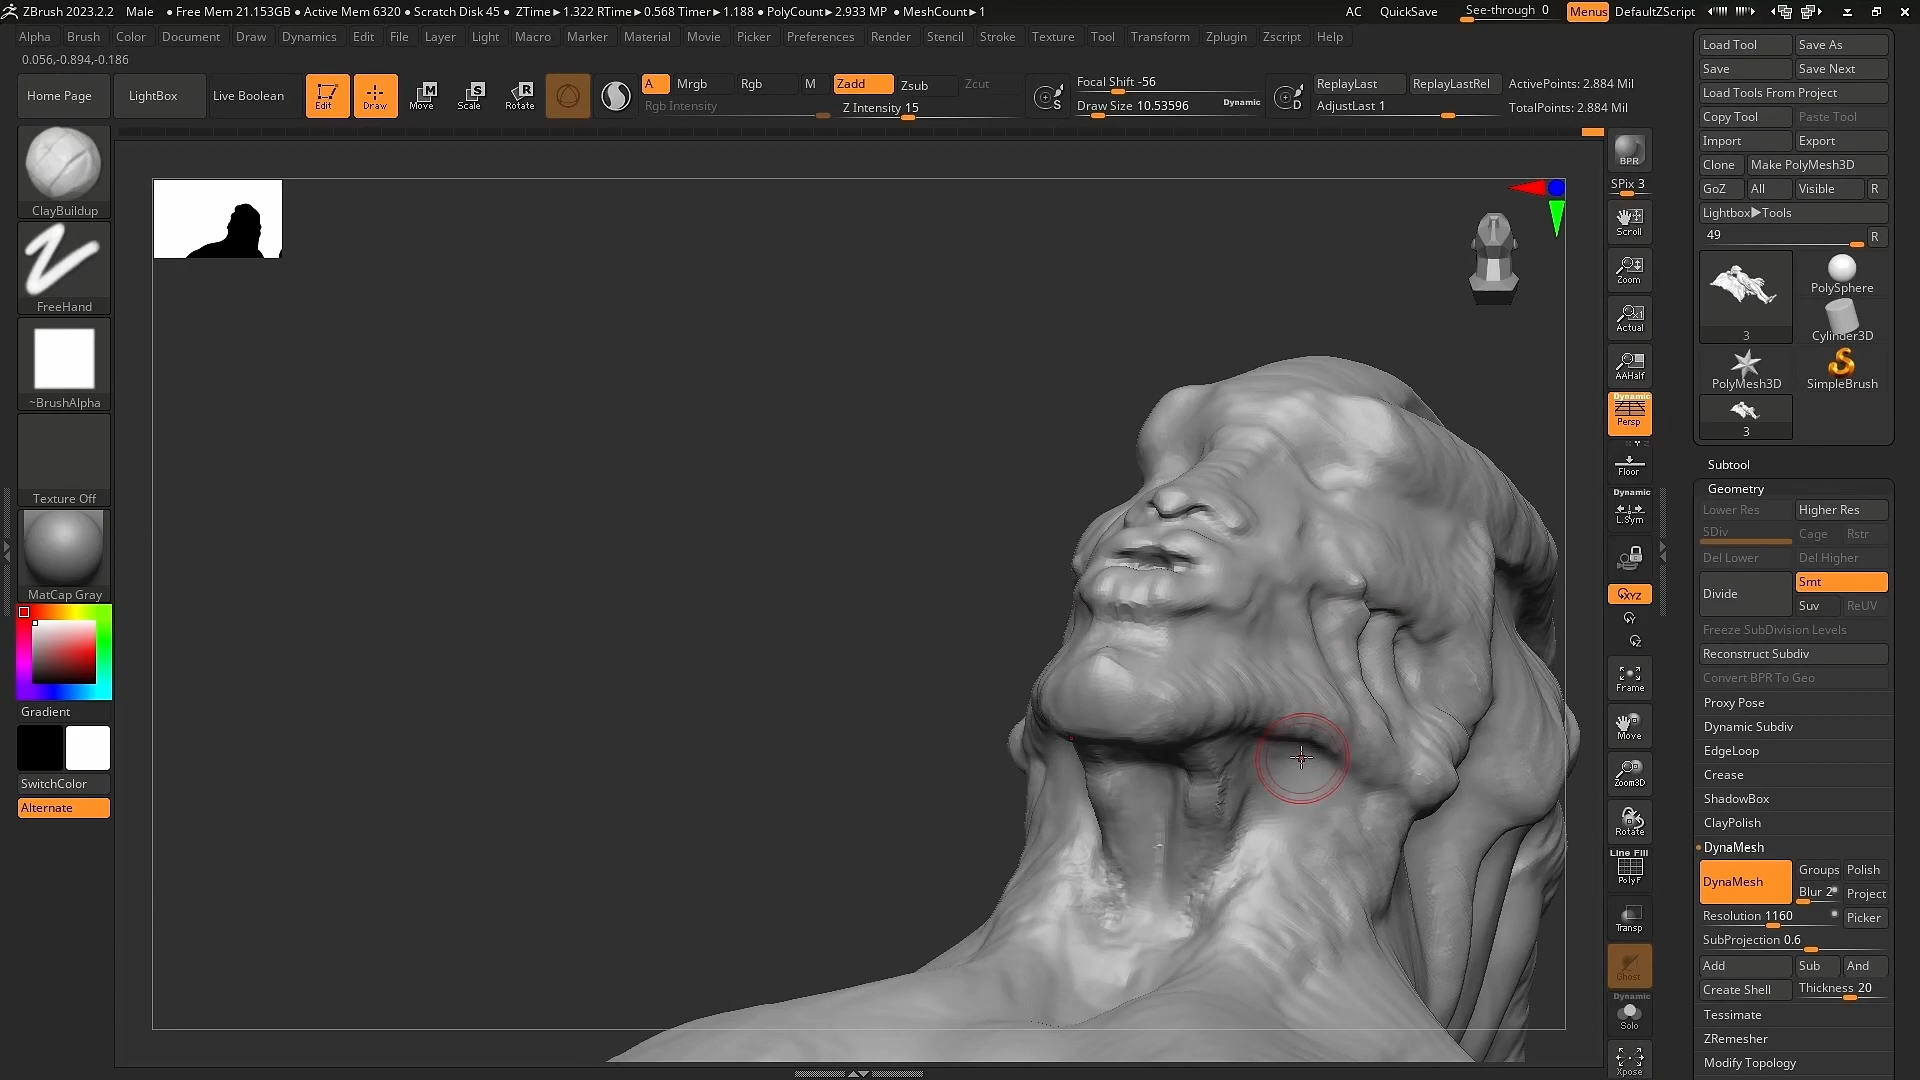 ZBrush 2023.2.2 Male ● Free Mem 21.153GB ● Active Mem 6320 ● Scratch Disk 45 ● ZTime►1.322 RTime►0.568 Timer►1.188 ● PolyCount►2.933 MP ● MeshCount►1 AC QuickSave See-through 0 Menus DefaultZScript
Alpha Brush Color Document Draw Dynamics Edit File Layer Light Macro Marker Material Movie Picker Preferences Render Stencil Stroke Texture Tool Transform Zplugin Zscript Help
0.056,-0.894,-0.186
Home Page LightBox Live Boolean Edit Draw Move Scale Rotate
A Mrgb Rgb M Zadd Zsub Zcut
Rgb Intensity Z Intensity 15
Focal Shift -56
Draw Size 10.53596 Dynamic
ReplayLast ReplayLastRel ActivePoints: 2.884 Mil
AdjustLast 1 TotalPoints: 2.884 Mil
ClayBuildup
FreeHand
~BrushAlpha
Texture Off
MatCap Gray
Gradient
SwitchColor
Alternate
BPR
SPix 3
Scroll
Zoom
Actual
AAHalf
Dynamic
Persp
Floor
Dynamic
L.Sym
XYZ
Frame
Move
Zoom3D
Rotate
Line Fill
PolyF
Transp
Ghost
Dynamic
Solo
Xpose
Load Tool Save As
Save Save Next
Load Tools From Project
Copy Tool Paste Tool
Import Export
Clone Make PolyMesh3D
GoZ All Visible R
Lightbox►Tools
49 R
3 PolySphere
Cylinder3D
PolyMesh3D SimpleBrush
3
Subtool
Geometry
Lower Res Higher Res
SDiv Cage Rstr
Del Lower Del Higher
Divide Smt
Suv ReUV
Freeze SubDivision Levels
Reconstruct Subdiv
Convert BPR To Geo
Proxy Pose
Dynamic Subdiv
EdgeLoop
Crease
ShadowBox
ClayPolish
DynaMesh
DynaMesh Groups Polish
Blur 2 Project
Resolution 1160 Picker
SubProjection 0.6
Add Sub And
Create Shell Thickness 20
Tessimate
ZRemesher
Modify Topology